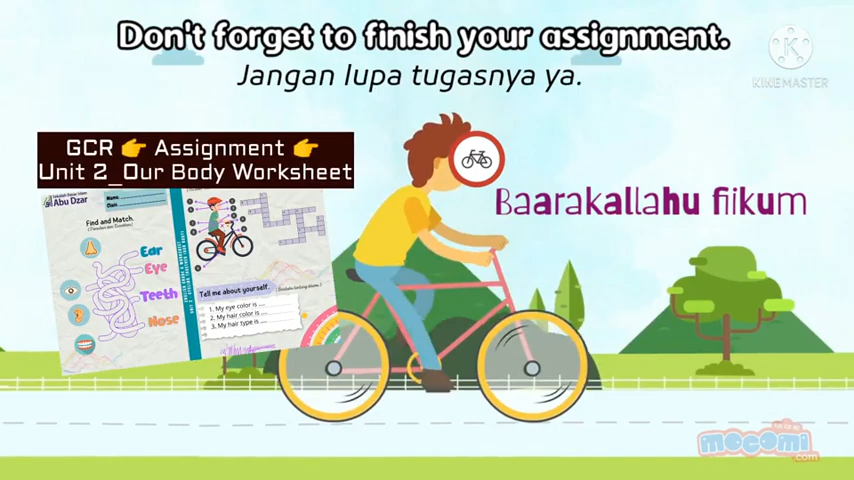 Don't forget to finish your assignment.
Jangan lupa tugasnya ya.
K
KINEMASTER
GCR 👉 Assignment 👉
Unit 2_Our Body Worksheet
Abu Dzar
Name
Class
Find and Match.
Ear
Eye
Teeth
Nose
Tell me about yourself.
1. My eye color is ....
2. My hair color is ....
3. My hair type is ....
Baarakallahu fiikum
mocomi
.com